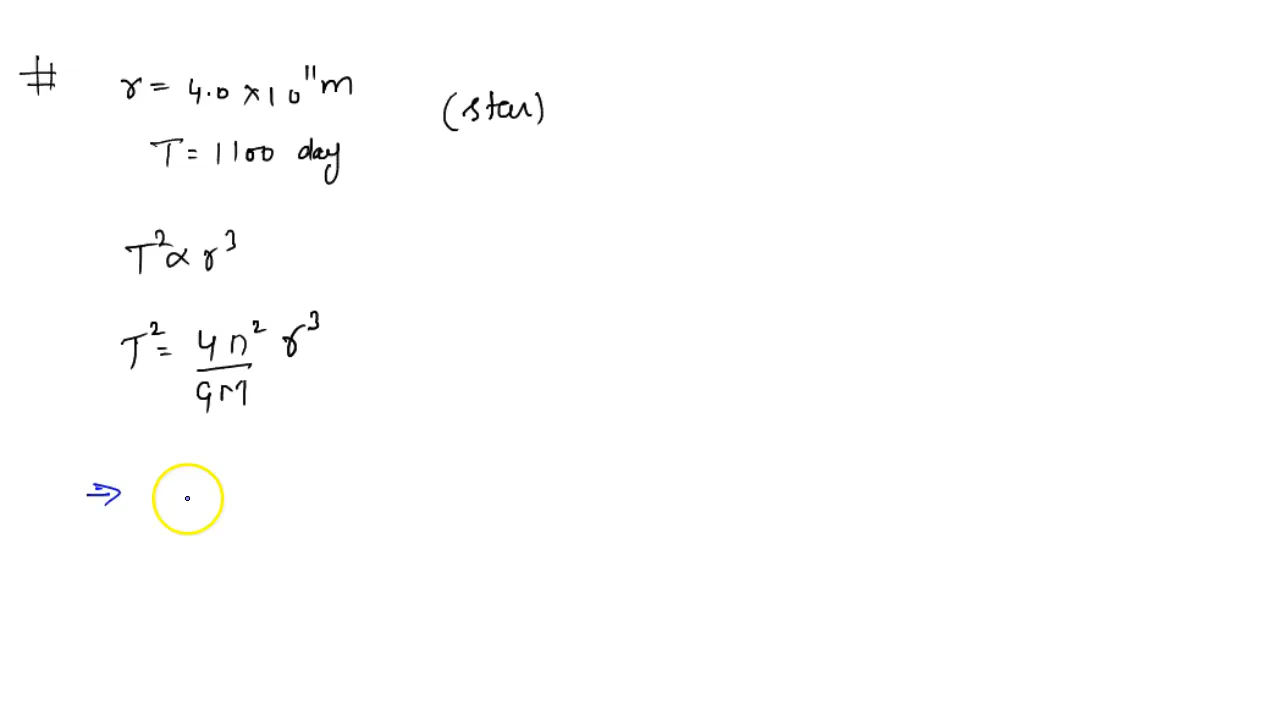 # r = 4.0 × 10¹¹ m
(star)
T = 1100 day
T² ∝ r³
T² = 4π² r³
GM
⇒